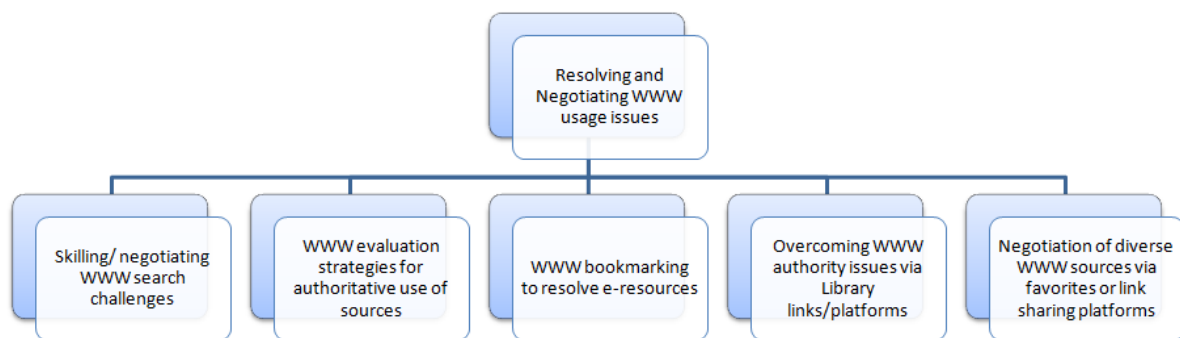 Resolving and
Negotiating WWW
usage issues
Skilling/ negotiating
WWW search
challenges
WWW evaluation
strategies for
authoritative use of
sources
WWW bookmarking
to resolve e-resources
Overcoming WWW
authority issues via
Library
links/platforms
Negotiation of diverse
WWW sources via
favorites or link
sharing platforms